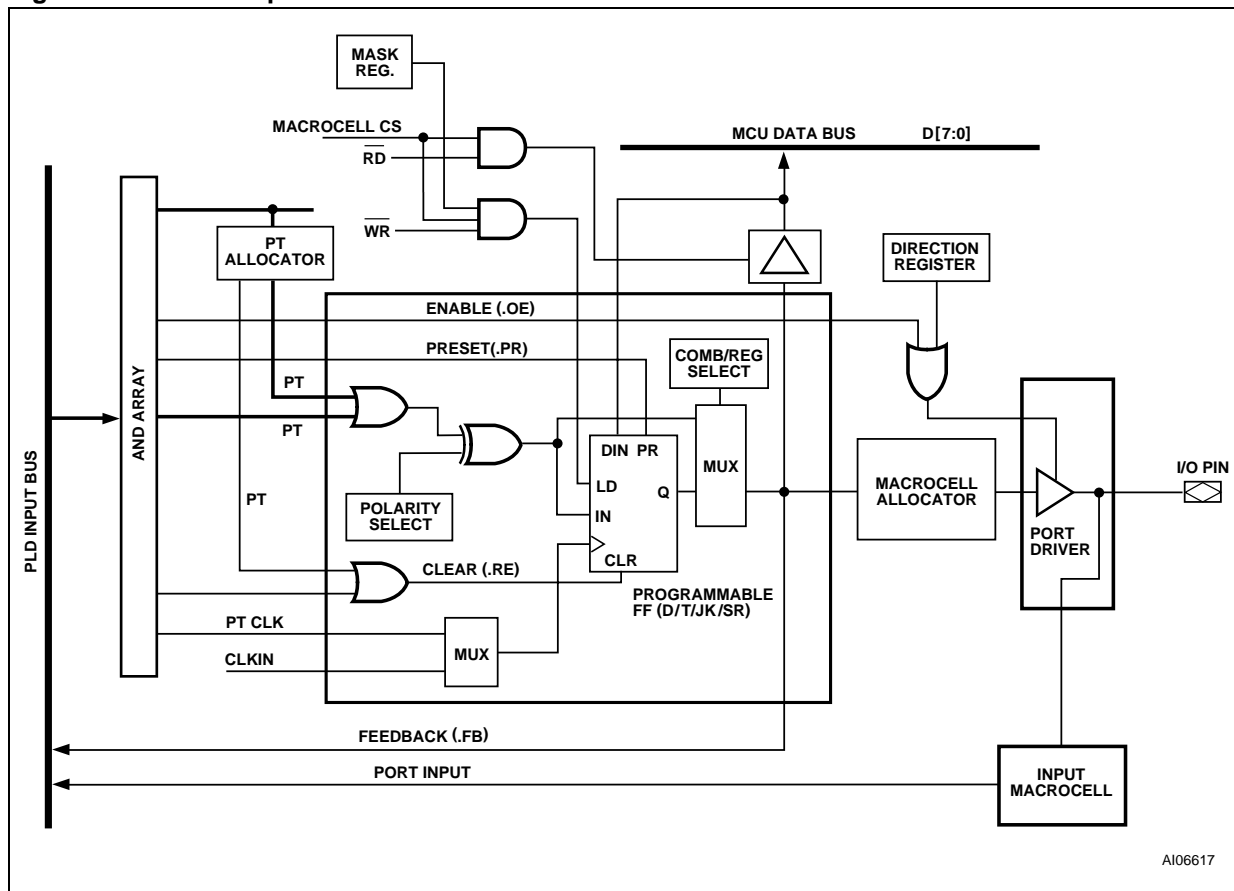 MASK
REG.
MACROCELL CS
RD
WR
MCU DATA BUS D[7:0]
DIRECTION
REGISTER
PT
ALLOCATOR
ENABLE (.OE)
PRESET(.PR)
COMB/REG
SELECT
PT
PT
AND ARRAY
PLD INPUT BUS
DIN PR
MUX
LD
Q
IN
CLR
POLARITY
SELECT
PT
MACROCELL
ALLOCATOR
I/O PIN
PORT
DRIVER
CLEAR (.RE)
PROGRAMMABLE
FF (D/T/JK/SR)
PT CLK
MUX
CLKIN
FEEDBACK (.FB)
PORT INPUT
INPUT
MACROCELL
AI06617